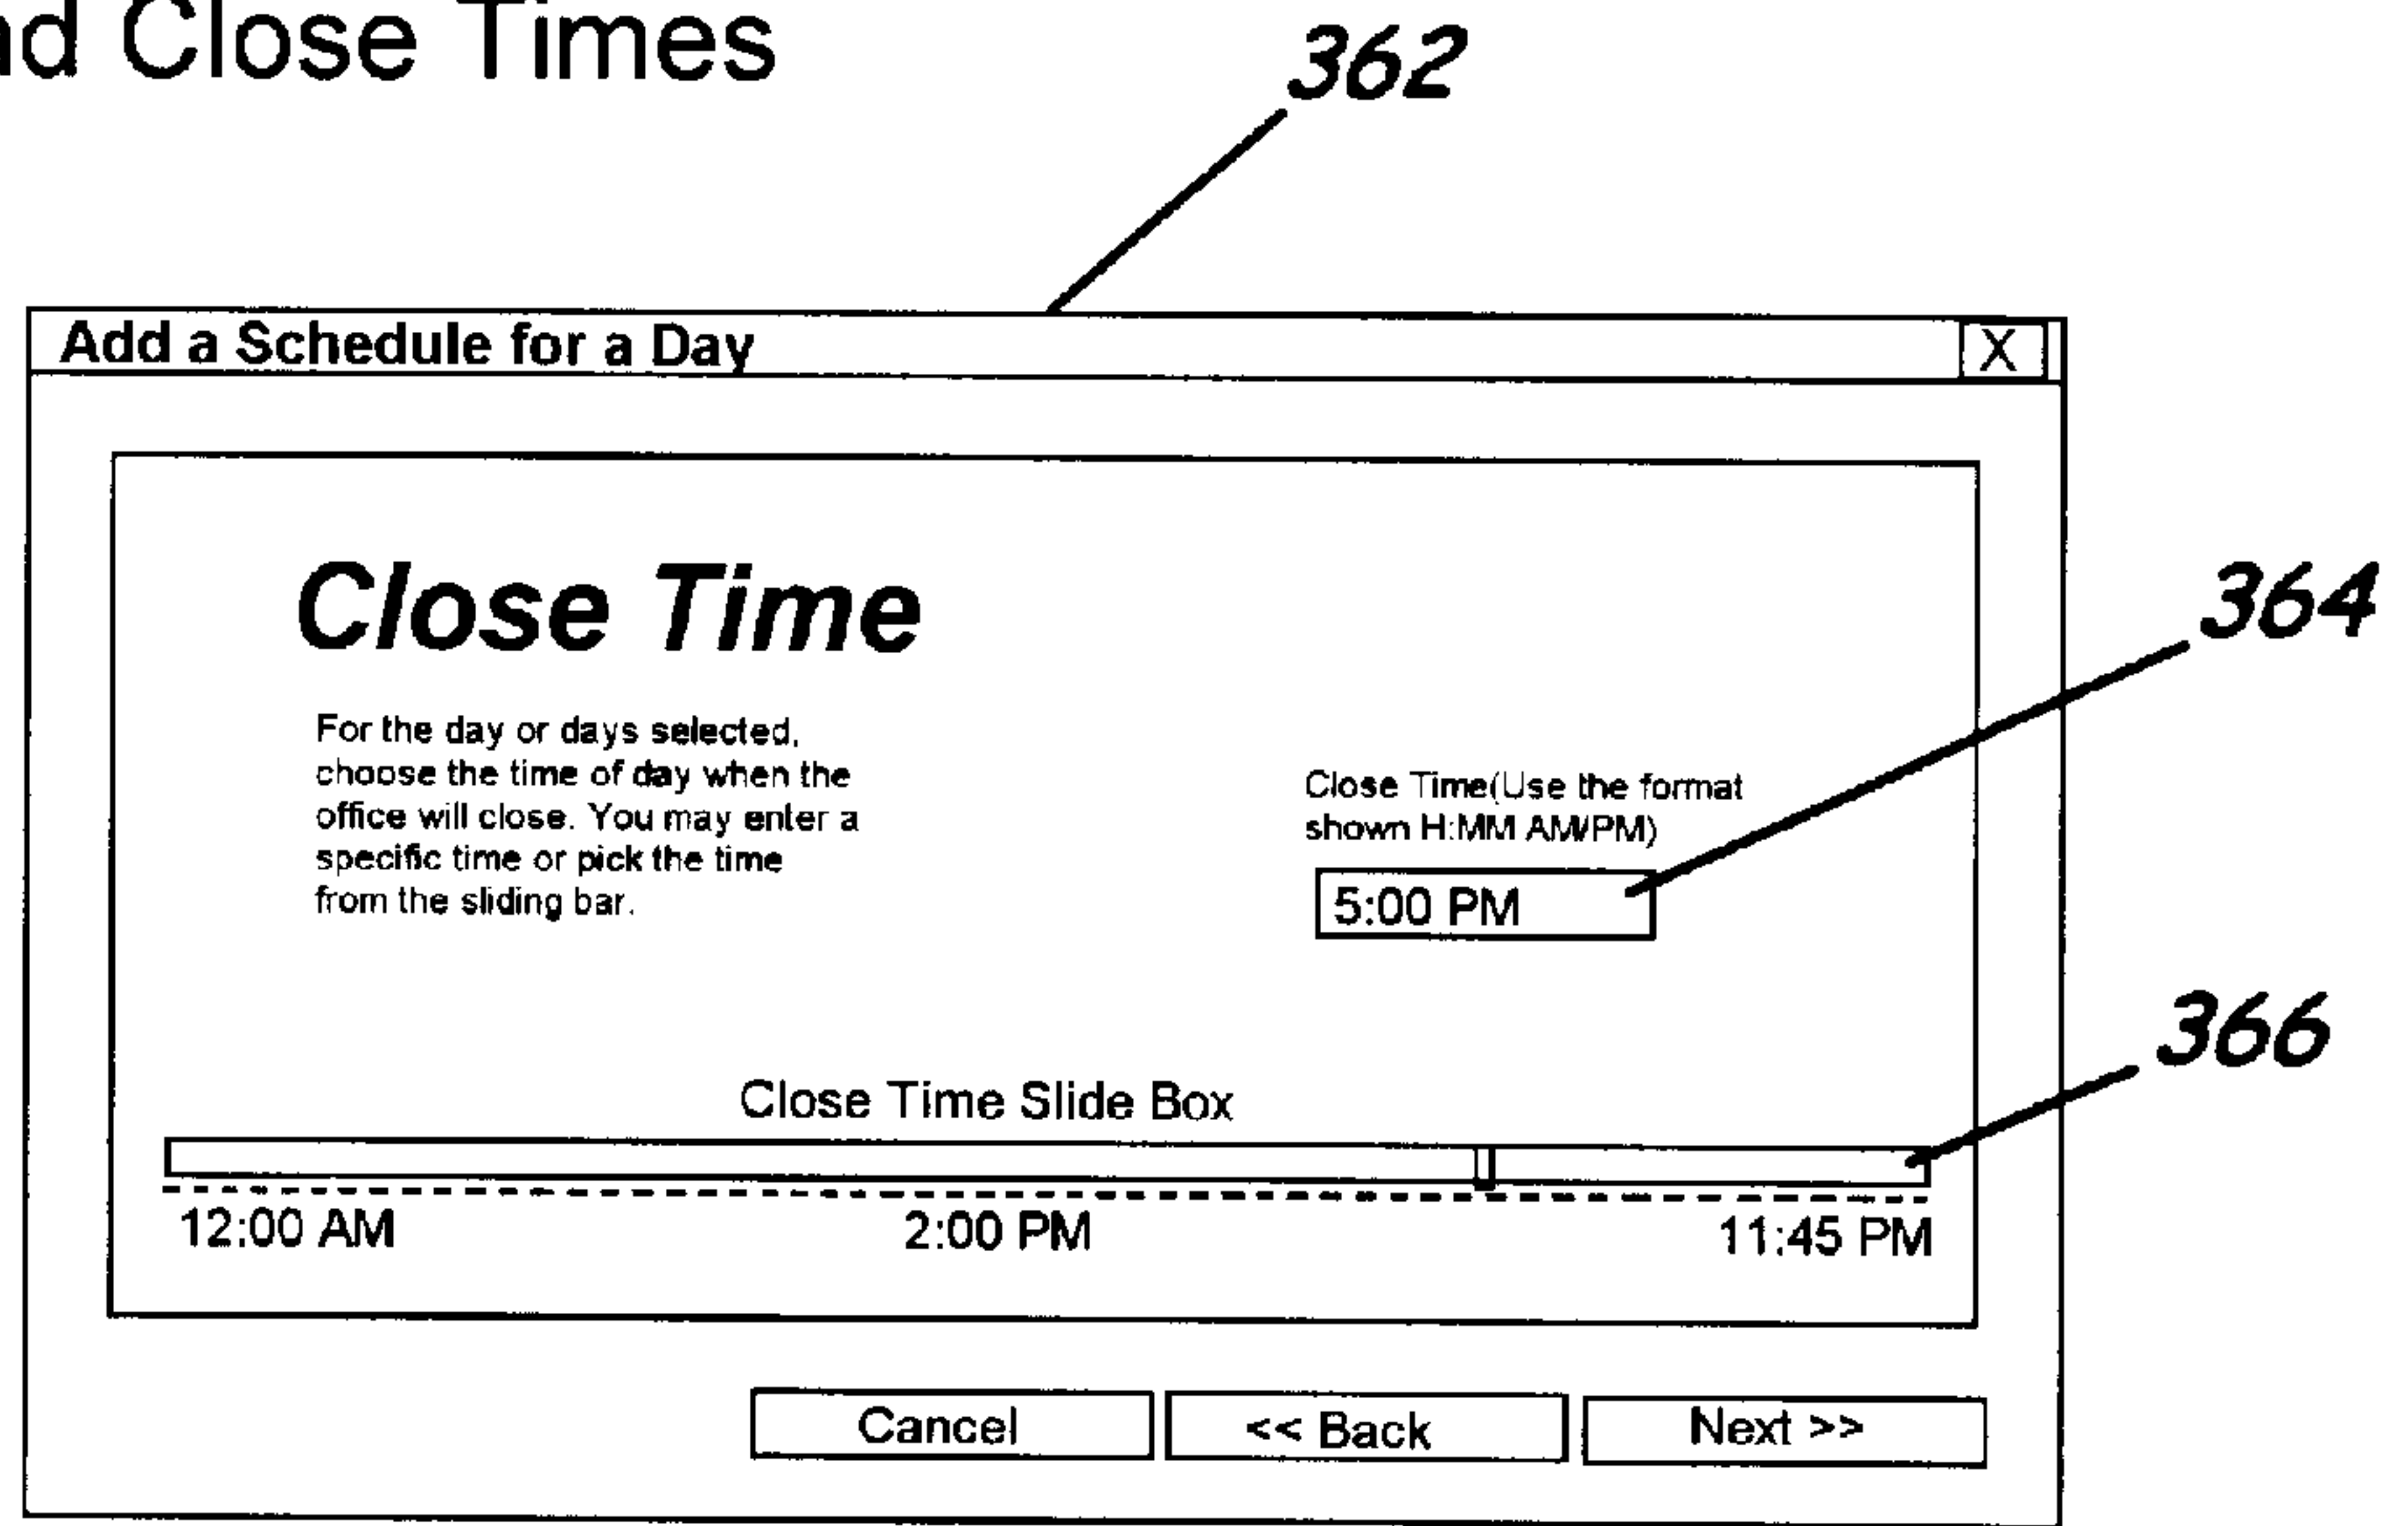 Close Times
362
Add a Schedule for a Day
X
Close Time
364
For the day or days selected,
choose the time of day when the
office will close. You may enter a
specific time or pick the time
from the sliding bar.
Close Time(Use the format
shown H:MM AM/PM)
5:00 PM
366
Close Time Slide Box
12:00 AM 2:00 PM 11:45 PM
Cancel << Back Next >>